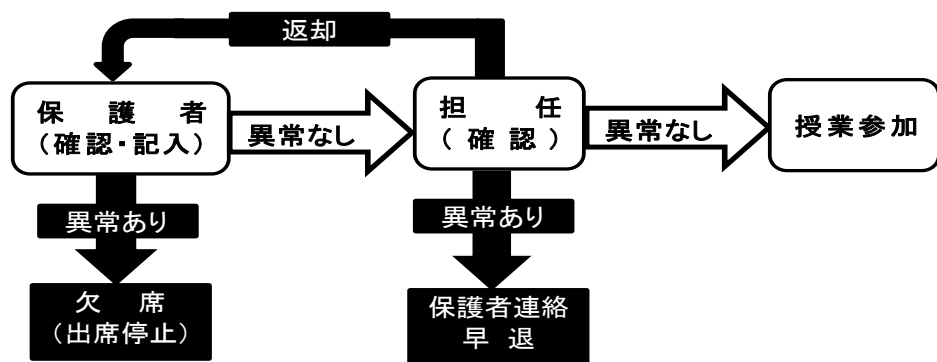 返却
保護者
（確認・記入）
異常なし
担任
（確認）
異常なし
授業参加
異常あり
異常あり
欠席
（出席停止）
保護者連絡
早退